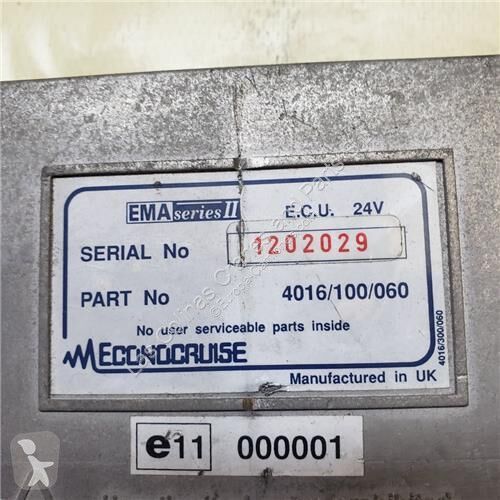 EMA series II E.C.U. 24V
SERIAL No 1202029
PART No 4016/100/060
No user serviceable parts inside
ECONOCRUISE
Manufactured in UK
4016/300/060
e11 000001